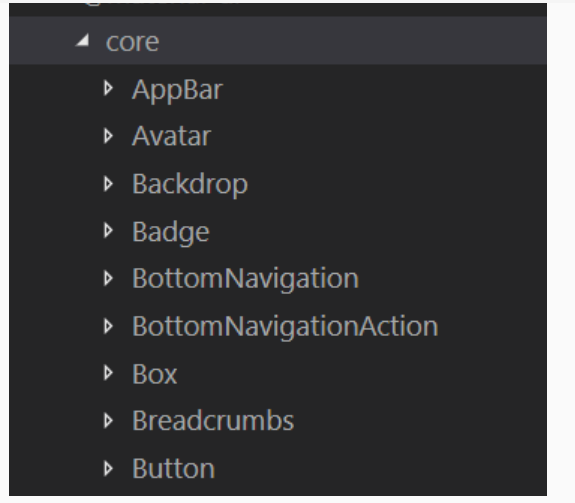 core
AppBar
Avatar
Backdrop
Badge
BottomNavigation
BottomNavigationAction
Box
Breadcrumbs
Button